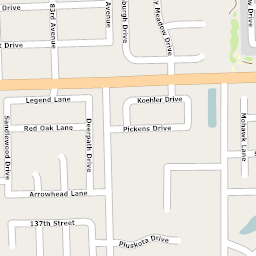 83rd Avenue
Avenue
burgh Drive
y Meadow Drive
t Drive
Legend Lane
Koehler Drive
Red Oak Lane
Pickens Drive
Sandlewood Drive
Deerpath Drive
Mohawk Lane
Arrowhead Lane
137th Street
Pluskota Drive